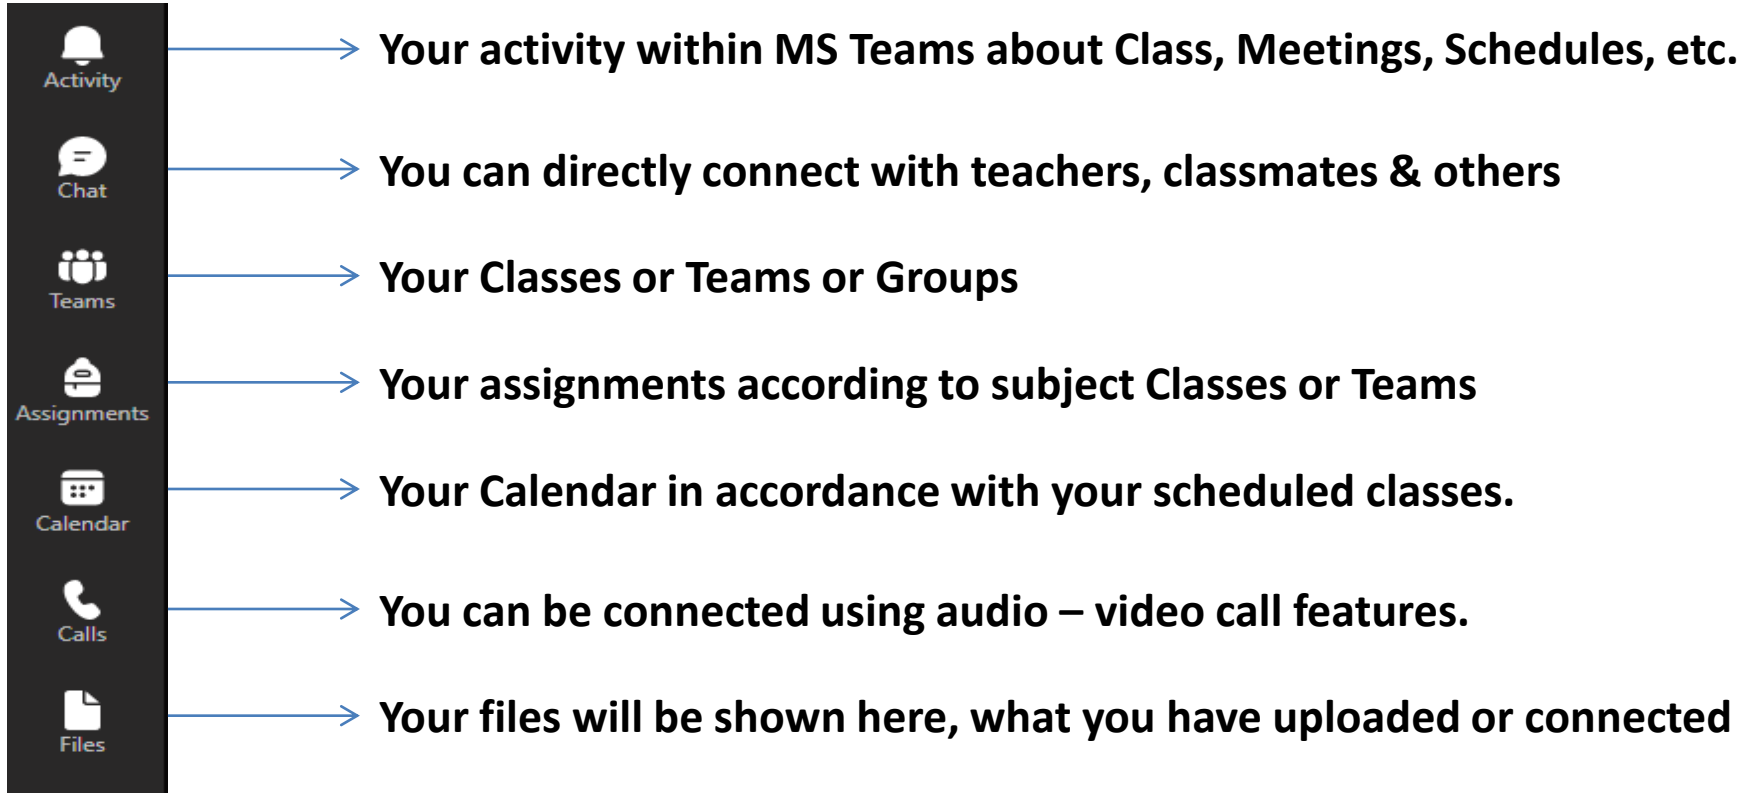 Activity
Your activity within MS Teams about Class, Meetings, Schedules, etc.
Chat
You can directly connect with teachers, classmates & others
Teams
Your Classes or Teams or Groups
Assignments
Your assignments according to subject Classes or Teams
Calendar
Your Calendar in accordance with your scheduled classes.
Calls
You can be connected using audio – video call features.
Files
Your files will be shown here, what you have uploaded or connected